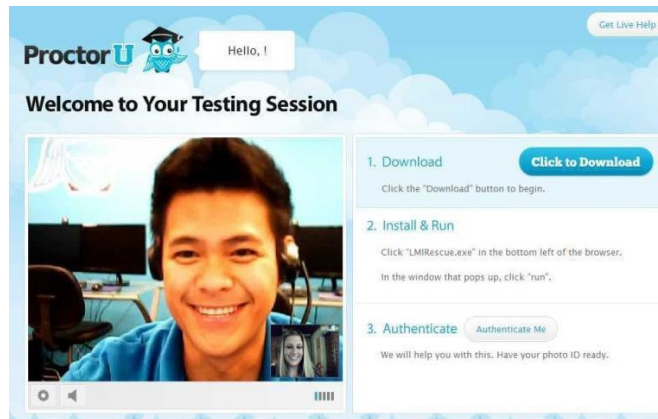 Get Live Help
ProctorU
Hello, !
Welcome to Your Testing Session
1. Download
Click to Download
Click the "Download" button to begin.
2. Install & Run
Click "LMIRescue.exe" in the bottom left of the browser.
In the window that pops up, click "run".
3. Authenticate
Authenticate Me
We will help you with this. Have your photo ID ready.